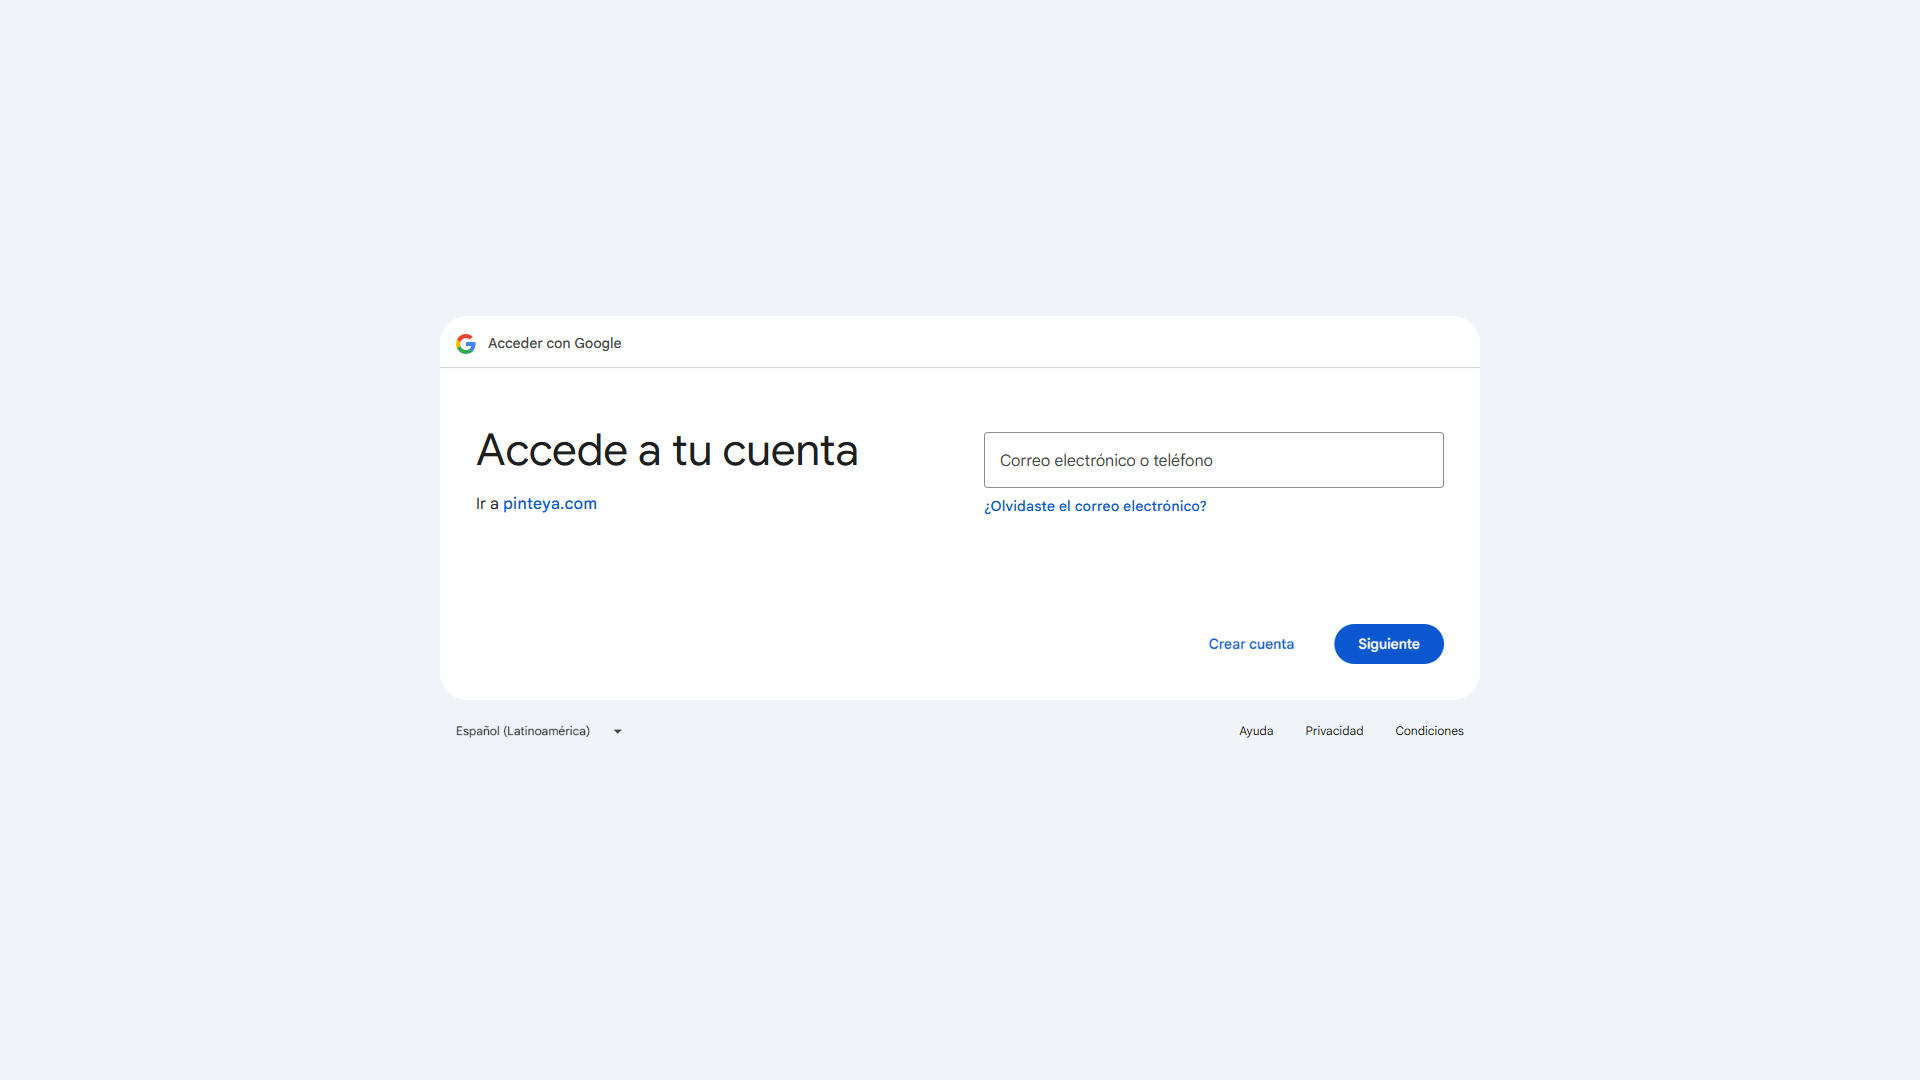 Acceder con Google
Accede a tu cuenta
Ir a pinteya.com
Correo electrónico o teléfono
¿Olvidaste el correo electrónico?
Crear cuenta
Siguiente
Español (Latinoamérica)
Ayuda
Privacidad
Condiciones